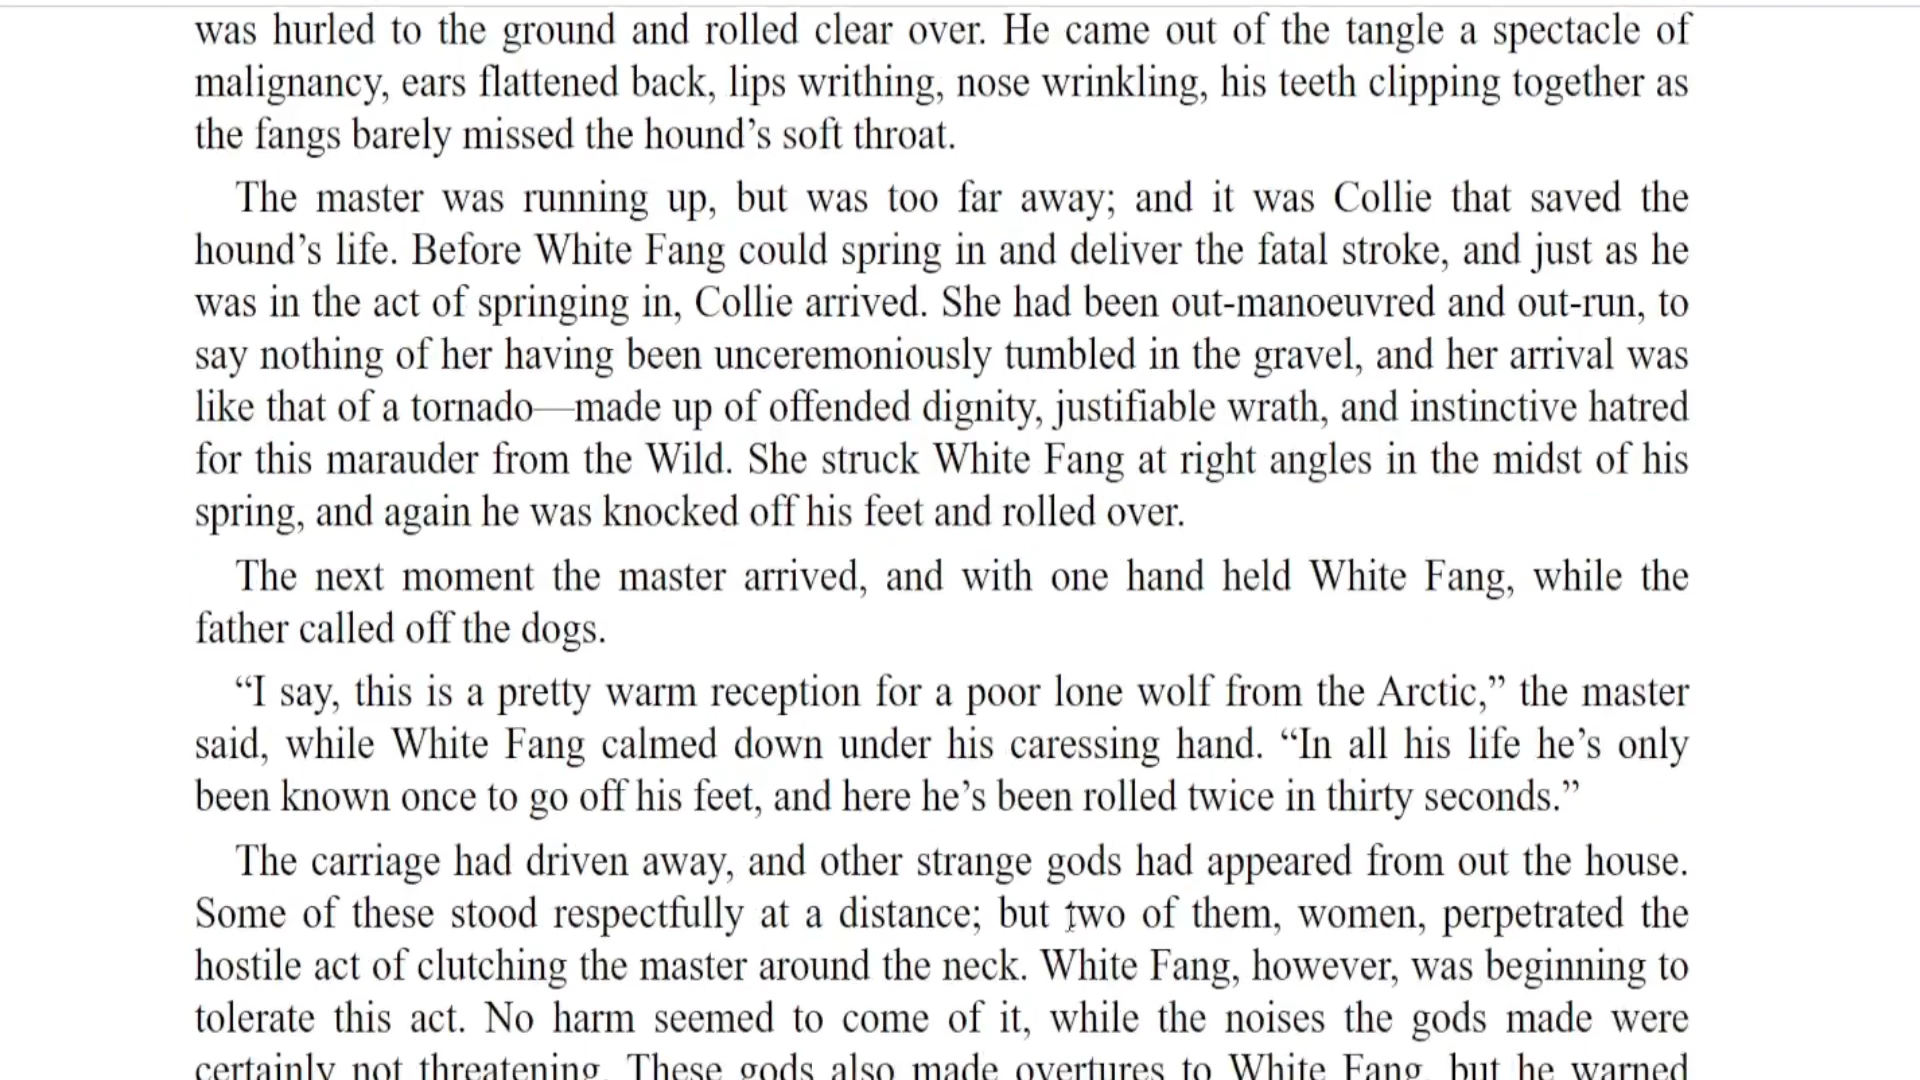 was hurled to the ground and rolled clear over. He came out of the tangle a spectacle of
malignancy, ears flattened back, lips writhing, nose wrinkling, his teeth clipping together as
the fangs barely missed the hound’s soft throat.
The master was running up, but was too far away; and it was Collie that saved the
hound’s life. Before White Fang could spring in and deliver the fatal stroke, and just as he
was in the act of springing in, Collie arrived. She had been out-manoeuvred and out-run, to
say nothing of her having been unceremoniously tumbled in the gravel, and her arrival was
like that of a tornado—made up of offended dignity, justifiable wrath, and instinctive hatred
for this marauder from the Wild. She struck White Fang at right angles in the midst of his
spring, and again he was knocked off his feet and rolled over.
The next moment the master arrived, and with one hand held White Fang, while the
father called off the dogs.
“I say, this is a pretty warm reception for a poor lone wolf from the Arctic,” the master
said, while White Fang calmed down under his caressing hand. “In all his life he’s only
been known once to go off his feet, and here he’s been rolled twice in thirty seconds.”
The carriage had driven away, and other strange gods had appeared from out the house.
Some of these stood respectfully at a distance; but two of them, women, perpetrated the
hostile act of clutching the master around the neck. White Fang, however, was beginning to
tolerate this act. No harm seemed to come of it, while the noises the gods made were
certainly not threatening. These gods also made overtures to White Fang, but he warned